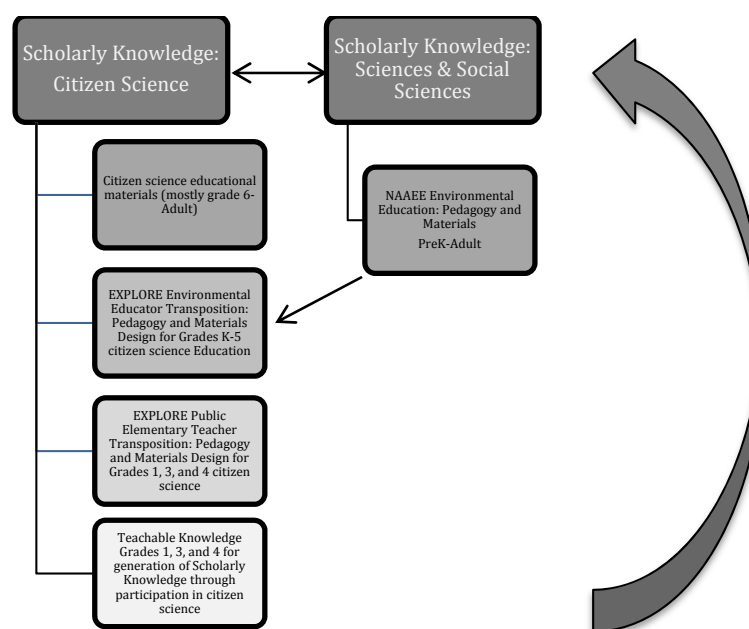 Scholarly Knowledge:
Citizen Science
Scholarly Knowledge:
Sciences & Social
Sciences
Citizen science educational
materials (mostly grade 6-
Adult)
NAAEE Environmental
Education: Pedagogy and
Materials
PreK-Adult
EXPLORE Environmental
Educator Transposition:
Pedagogy and Materials
Design for Grades K-5
citizen science Education
EXPLORE Public
Elementary Teacher
Transposition: Pedagogy
and Materials Design for
Grades 1, 3, and 4 citizen
science
Teachable Knowledge
Grades 1, 3, and 4 for
generation of Scholarly
Knowledge through
participation in citizen
science